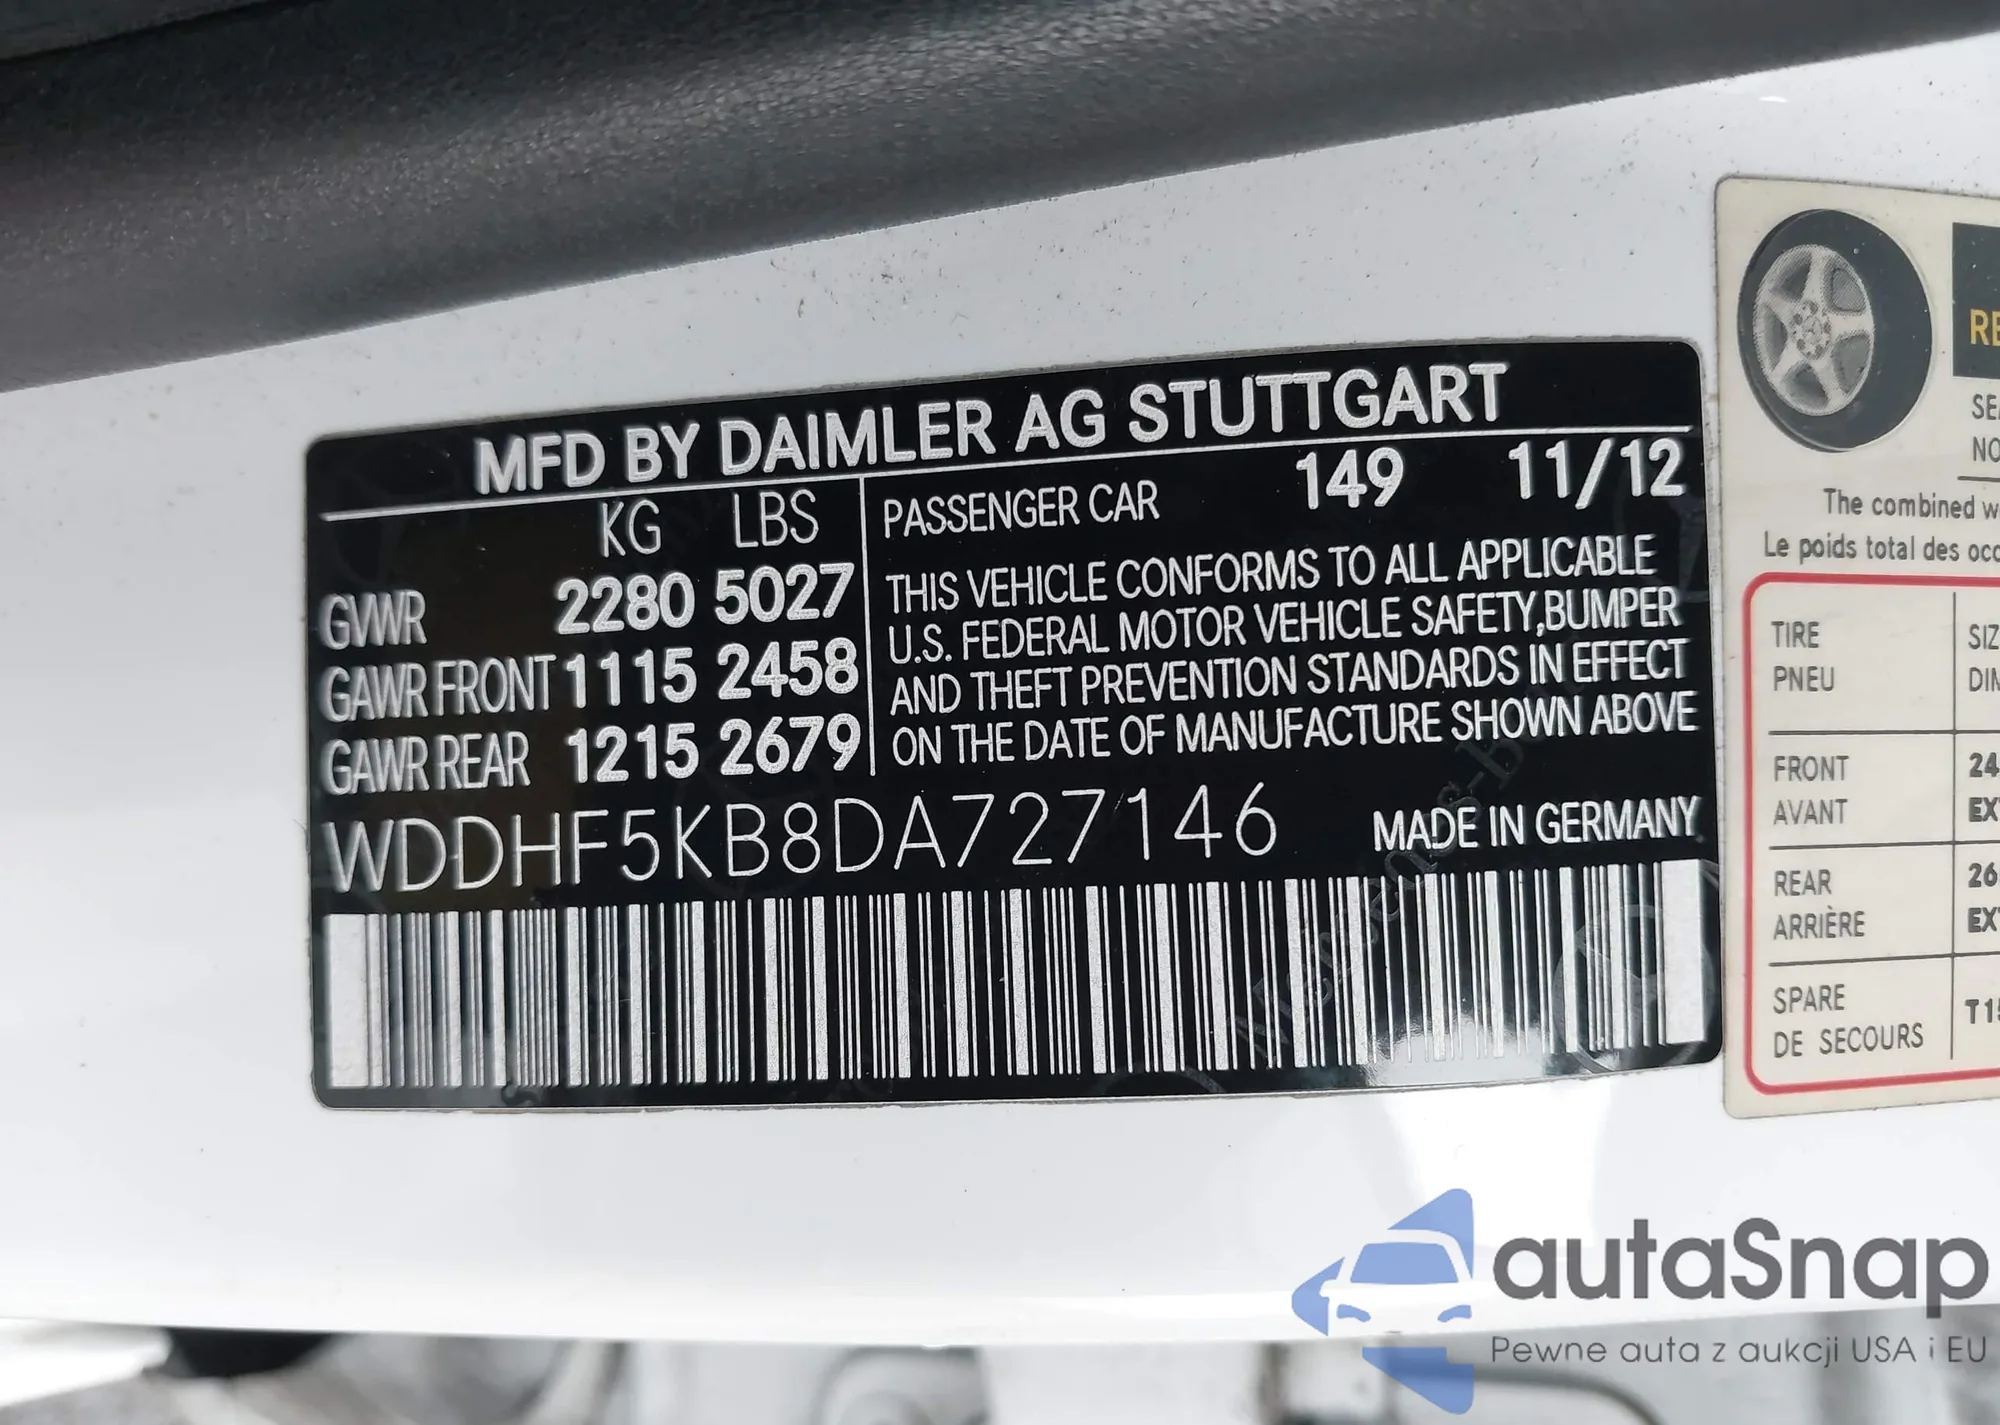 MFD BY DAIMLER AG STUTTGART
KG LBS
GVWR 2280 5027
GAWR FRONT 1115 2458
GAWR REAR 1215 2679
PASSENGER CAR 149 11/12
THIS VEHICLE CONFORMS TO ALL APPLICABLE
U.S. FEDERAL MOTOR VEHICLE SAFETY,BUMPER
AND THEFT PREVENTION STANDARDS IN EFFECT
ON THE DATE OF MANUFACTURE SHOWN ABOVE
WDDHF5KB8DA727146
MADE IN GERMANY
The combined
Le poids total des
TIRE
PNEU
FRONT
AVANT
REAR
ARRIÈRE
SPARE
DE SECOURS
autaSnap
Pewne auta z aukcji USA i EU